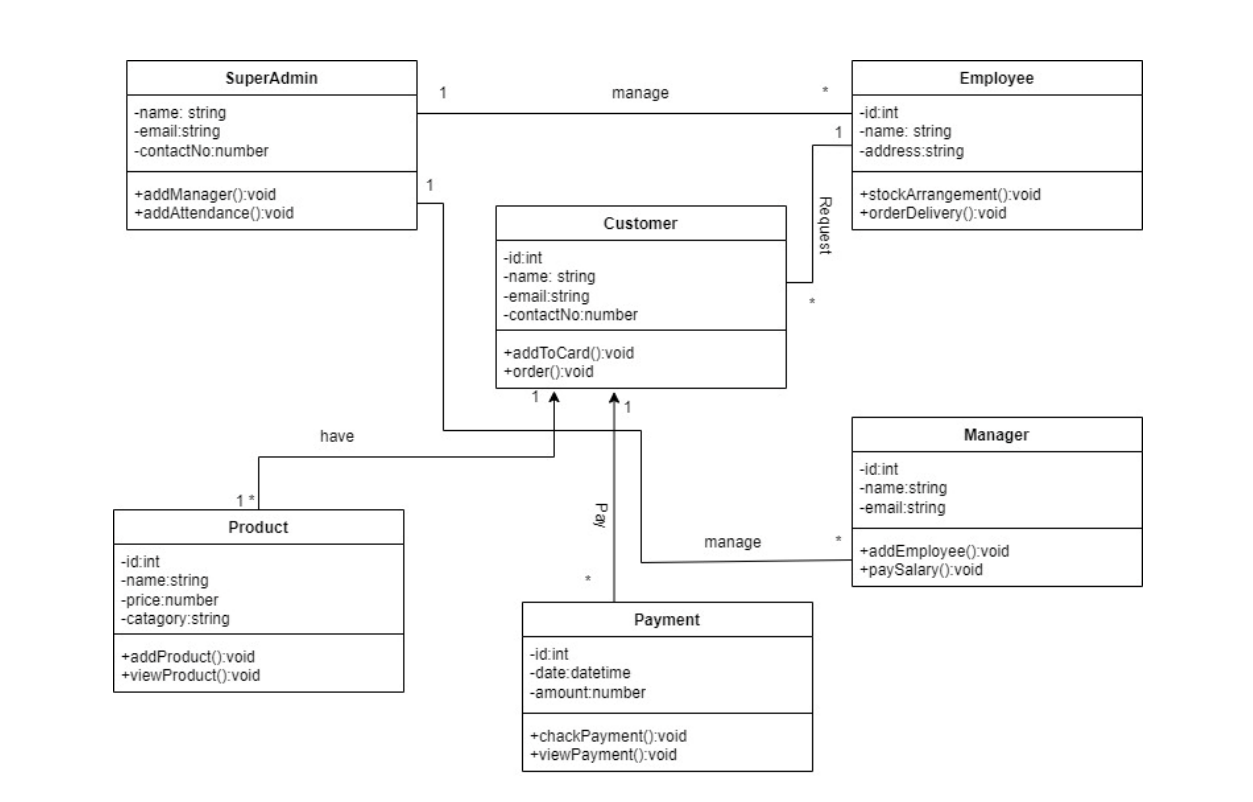 SuperAdmin
-name: string
-email:string
-contactNo:number
+addManager():void
+addAttendance():void
1
manage
*
Employee
-id:int
-name: string
-address:string
+stockArrangement():void
+orderDelivery():void
1
Request
*
1
Customer
-id:int
-name: string
-email:string
-contactNo:number
+addToCard():void
+order():void
1
1
have
1 *
Product
-id:int
-name:string
-price:number
-catagory:string
+addProduct():void
+viewProduct():void
Pay
*
manage
*
Manager
-id:int
-name:string
-email:string
+addEmployee():void
+paySalary():void
Payment
-id:int
-date:datetime
-amount:number
+chackPayment():void
+viewPayment():void